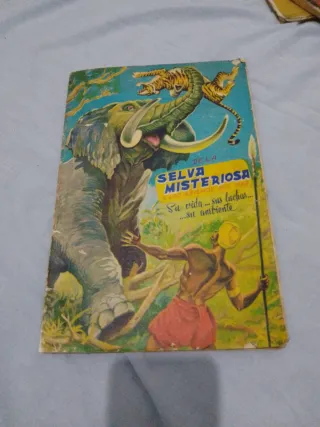 SELVA
MISTERIOSA
Su vida... sus luchas...
...su ambiente...